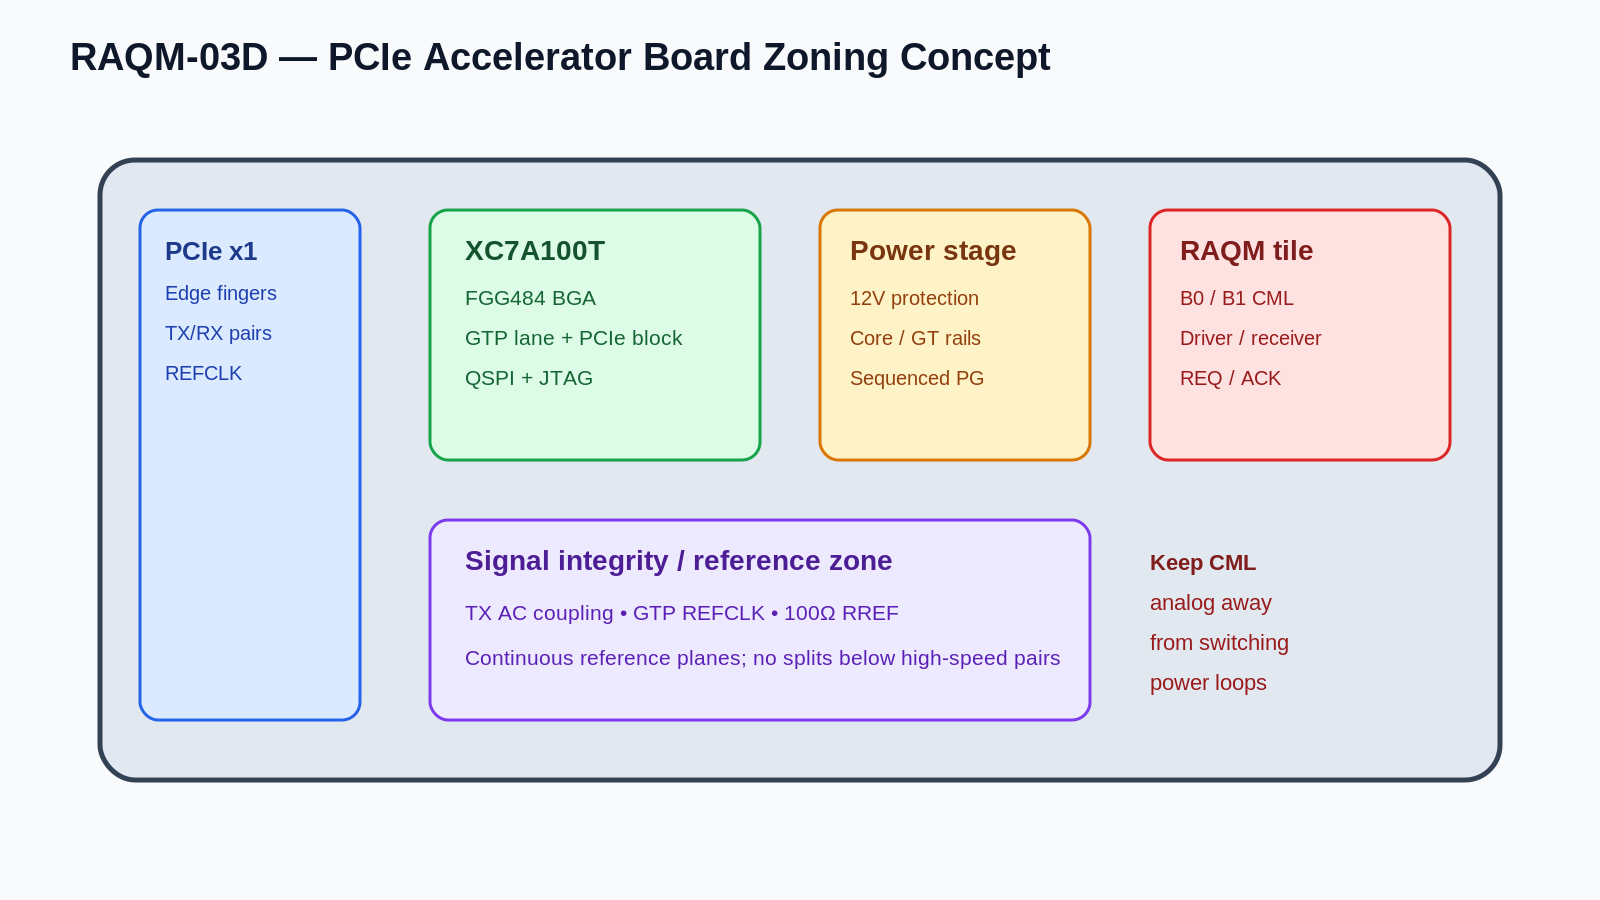 RAQM-03D — PCIe Accelerator Board Zoning Concept
PCIe x1
Edge fingers
TX/RX pairs
REFCLK
XC7A100T
FGG484 BGA
GTP lane + PCIe block
QSPI + JTAG
Power stage
12V protection
Core / GT rails
Sequenced PG
RAQM tile
B0 / B1 CML
Driver / receiver
REQ / ACK
Signal integrity / reference zone
TX AC coupling • GTP REFCLK • 100Ω RREF
Continuous reference planes; no splits below high-speed pairs
Keep CML
analog away
from switching
power loops